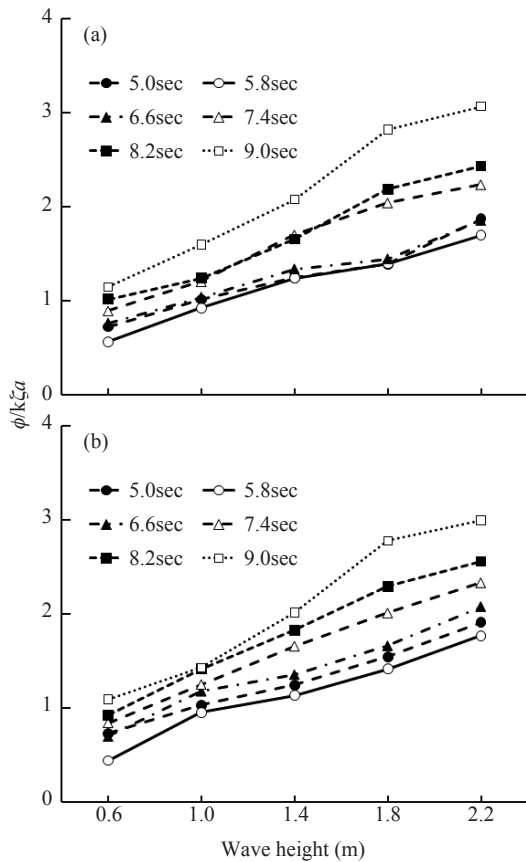 4
(a)
5.0sec 5.8sec
6.6sec 7.4sec
3
8.2sec 9.0sec
2
1
0
ϕ/kζa
4
(b)
5.0sec 5.8sec
3
6.6sec 7.4sec
8.2sec 9.0sec
2
1
0
0.6 1.0 1.4 1.8 2.2
Wave height (m)